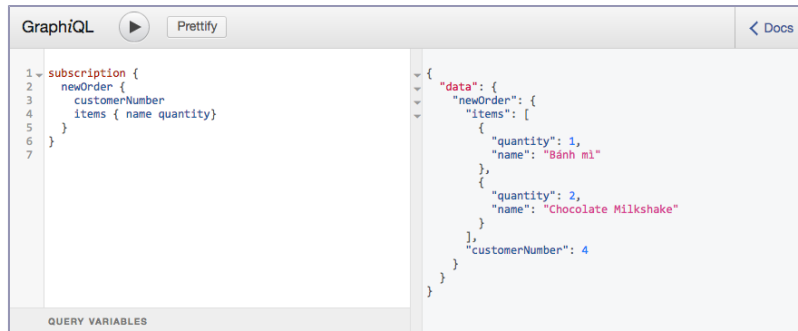 GraphiQL Prettify < Docs
1 subscription {
2 newOrder {
3 customerNumber
4 items { name quantity}
5 }
6 }
7
{
"data": {
"newOrder": {
"items": [
{
"quantity": 1,
"name": "Bánh mì"
},
{
"quantity": 2,
"name": "Chocolate Milkshake"
}
],
"customerNumber": 4
}
}
}
QUERY VARIABLES